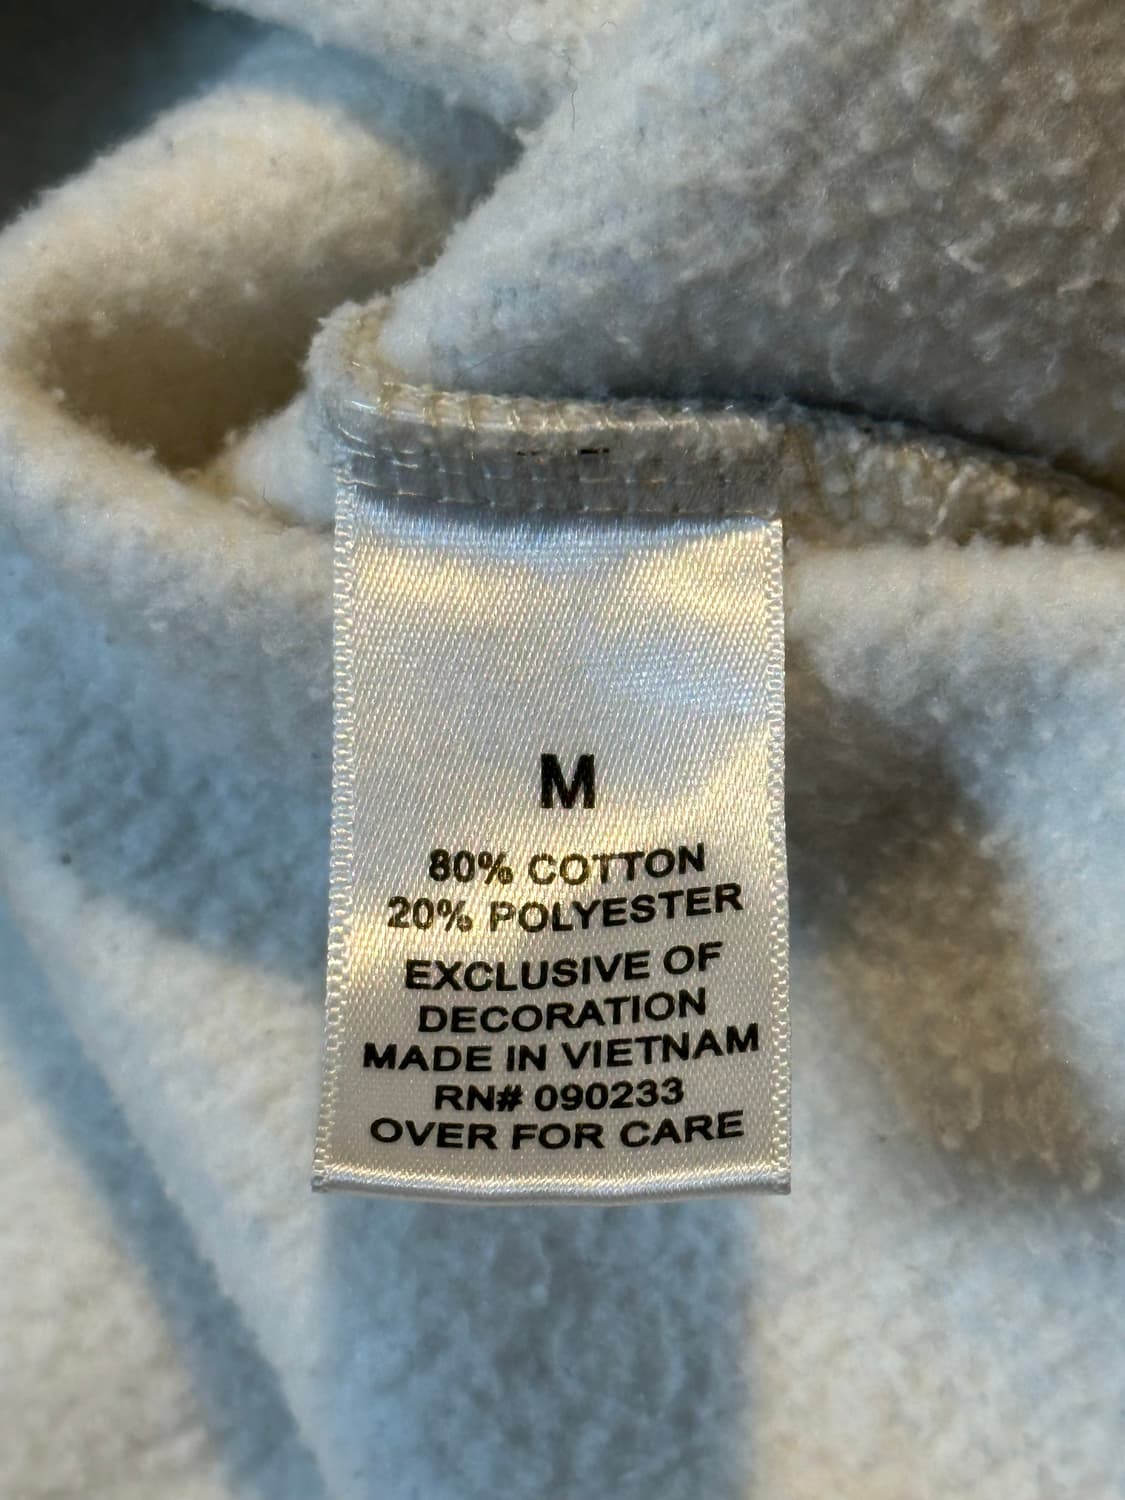 M
80% COTTON
20% POLYESTER
EXCLUSIVE OF
DECORATION
MADE IN VIETNAM
RN# 090233
OVER FOR CARE